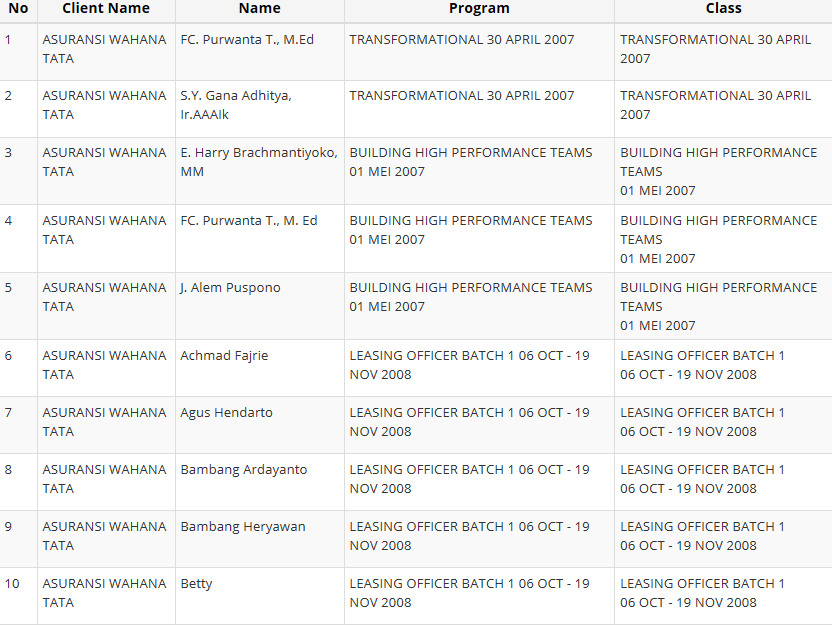 No Client Name Name Program Class
1 ASURANSI WAHANA FC. Purwanta T., M.Ed TRANSFORMATIONAL 30 APRIL 2007 TRANSFORMATIONAL 30 APRIL
TATA 2007
2 ASURANSI WAHANA S.Y. Gana Adhitya, TRANSFORMATIONAL 30 APRIL 2007 TRANSFORMATIONAL 30 APRIL
TATA Ir.AAAIk 2007
3 ASURANSI WAHANA E. Harry Brachmantiyoko, BUILDING HIGH PERFORMANCE TEAMS BUILDING HIGH PERFORMANCE
TATA MM 01 MEI 2007 TEAMS
01 MEI 2007
4 ASURANSI WAHANA FC. Purwanta T., M. Ed BUILDING HIGH PERFORMANCE TEAMS BUILDING HIGH PERFORMANCE
TATA 01 MEI 2007 TEAMS
01 MEI 2007
5 ASURANSI WAHANA J. Alem Puspono BUILDING HIGH PERFORMANCE TEAMS BUILDING HIGH PERFORMANCE
TATA 01 MEI 2007 TEAMS
01 MEI 2007
6 ASURANSI WAHANA Achmad Fajrie LEASING OFFICER BATCH 1 06 OCT - 19 LEASING OFFICER BATCH 1
TATA NOV 2008 06 OCT - 19 NOV 2008
7 ASURANSI WAHANA Agus Hendarto LEASING OFFICER BATCH 1 06 OCT - 19 LEASING OFFICER BATCH 1
TATA NOV 2008 06 OCT - 19 NOV 2008
8 ASURANSI WAHANA Bambang Ardayanto LEASING OFFICER BATCH 1 06 OCT - 19 LEASING OFFICER BATCH 1
TATA NOV 2008 06 OCT - 19 NOV 2008
9 ASURANSI WAHANA Bambang Heryawan LEASING OFFICER BATCH 1 06 OCT - 19 LEASING OFFICER BATCH 1
TATA NOV 2008 06 OCT - 19 NOV 2008
10 ASURANSI WAHANA Betty LEASING OFFICER BATCH 1 06 OCT - 19 LEASING OFFICER BATCH 1
TATA NOV 2008 06 OCT - 19 NOV 2008